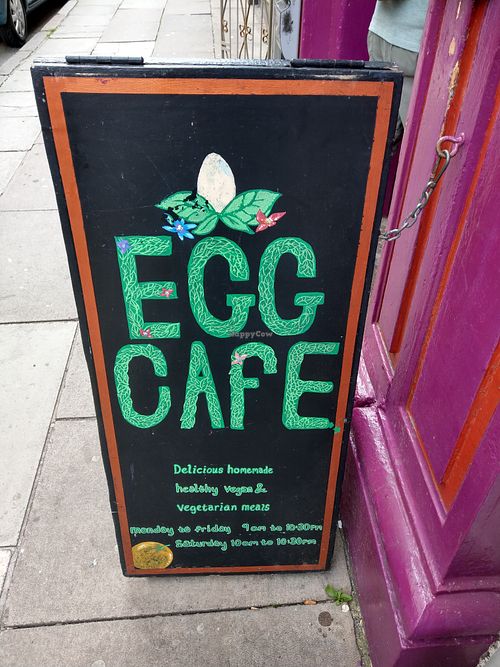 EGG
HappyCow
CAFE
Delicious homemade
healthy vegan &
vegetarian meals
Monday to friday 9am to 10:30pm
Saturday 10am to 10:30pm